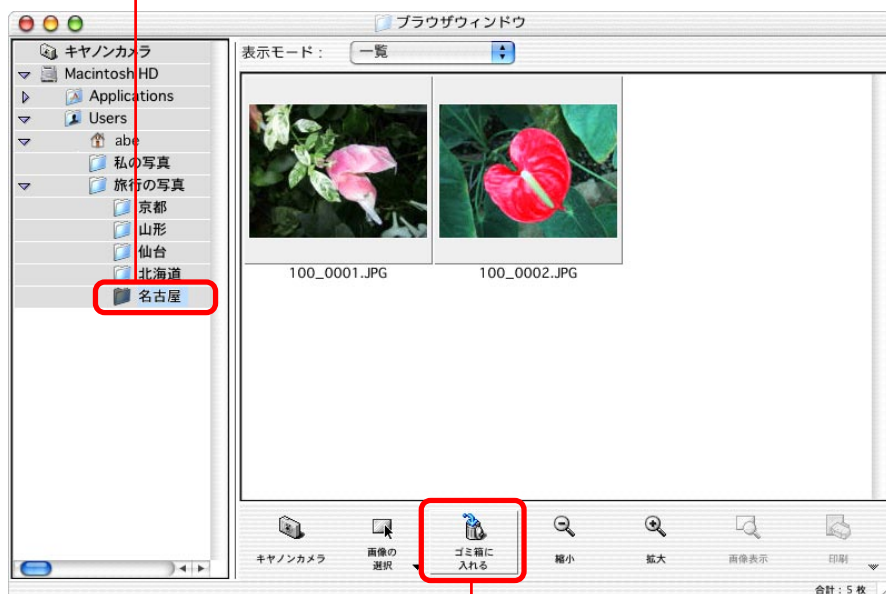 ブラウザウィンドウ
キヤノンカメラ
Macintosh HD
Applications
Users
abe
私の写真
旅行の写真
京都
山形
仙台
北海道
名古屋
表示モード：
一覧
100_0001.JPG
100_0002.JPG
キヤノンカメラ
画像の
選択
ゴミ箱に
入れる
縮小
拡大
画像表示
印刷
合計：5 枚